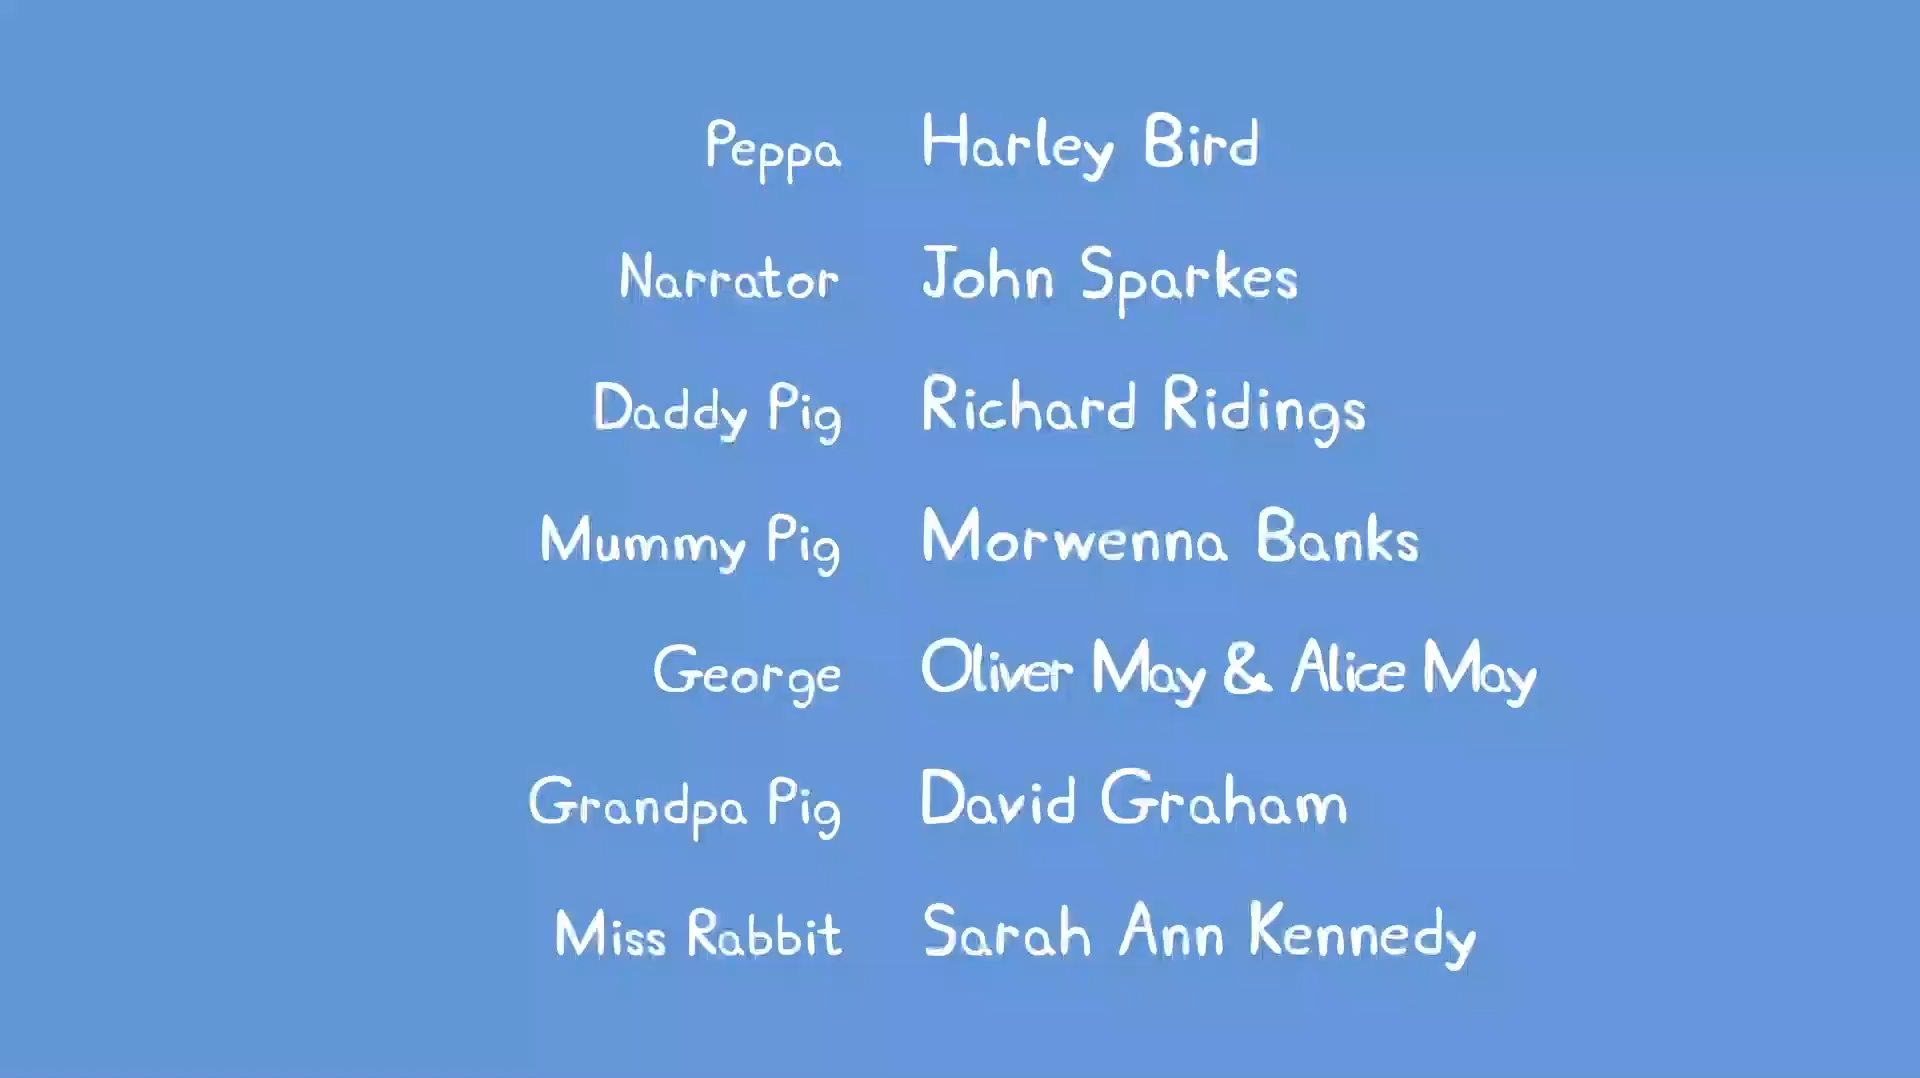 Peppa Harley Bird
Narrator John Sparkes
Daddy Pig Richard Ridings
Mummy Pig Morwenna Banks
George Oliver May & Alice May
Grandpa Pig David Graham
Miss Rabbit Sarah Ann Kennedy